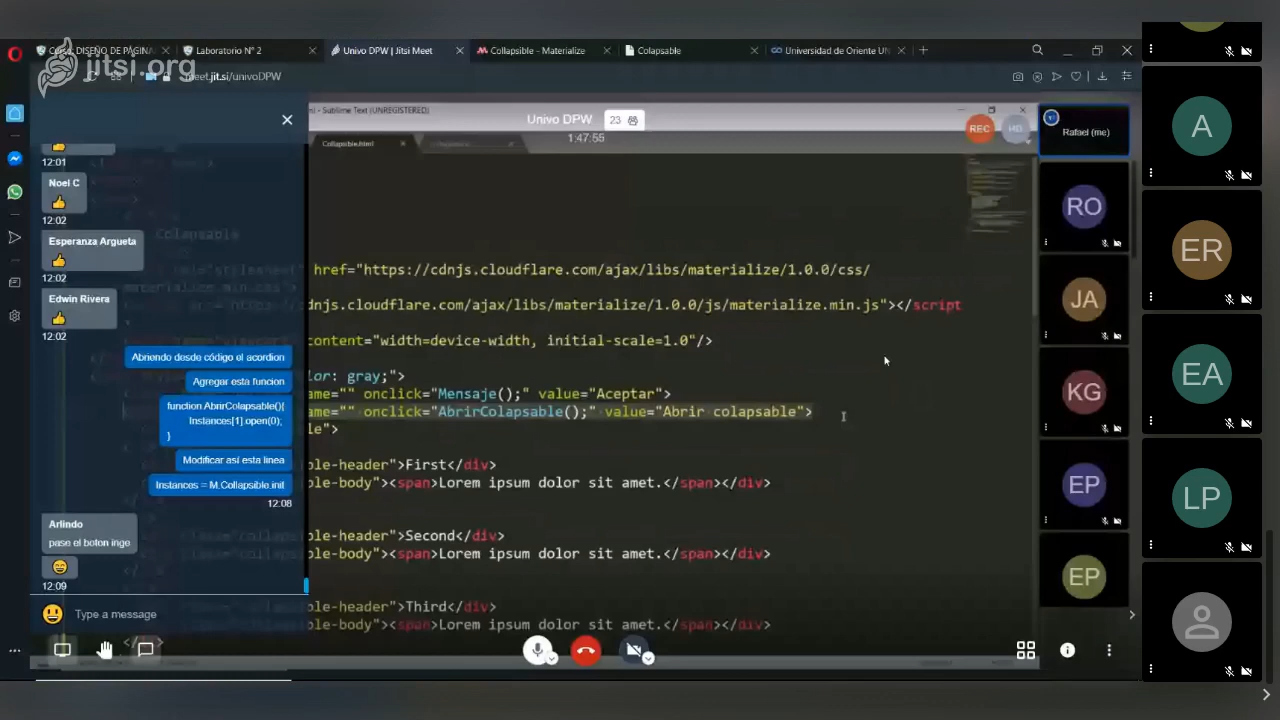 jitsi.org
DISEÑO DE PÁGINA
Laboratorio N° 2
Univo DPW | Jitsi Meet
Collapsible - Materialize
Colapsable
Universidad de Oriente UN
meet.jit.si/univoDPW
- Sublime Text (UNREGISTERED)
Univo DPW
23
1:47:55
REC
HD
Rafael (me)
Collapsible.html
12:01
Noel C
12:02
Esperanza Argueta
12:02
Edwin Rivera
12:02
Abriendo desde código el acordion
Agregar esta funcion
function AbrirColapsable(){
Instances[1].open(0);
}
Modificar así esta linea
Instances = M.Collapsible.init
12:08
Arlindo
pase el boton inge
12:09
Type a message
Colapsable
href="https://cdnjs.cloudflare.com/ajax/libs/materialize/1.0.0/css/
materialize.min.css">
dnjs.cloudflare.com/ajax/libs/materialize/1.0.0/js/materialize.min.js"></script
content="width=device-width, initial-scale=1.0"/>
lor: gray;">
ame="" onclick="Mensaje();" value="Aceptar">
ame="" onclick="AbrirColapsable();" value="Abrir colapsable">
le">
ble-header">First</div>
ble-body"><span>Lorem ipsum dolor sit amet.</span></div>
ble-header">Second</div>
ble-body"><span>Lorem ipsum dolor sit amet.</span></div>
ble-header">Third</div>
ble-body"><span>Lorem ipsum dolor sit amet.</span></div>
RO
JA
KG
EP
EP
A
ER
EA
LP